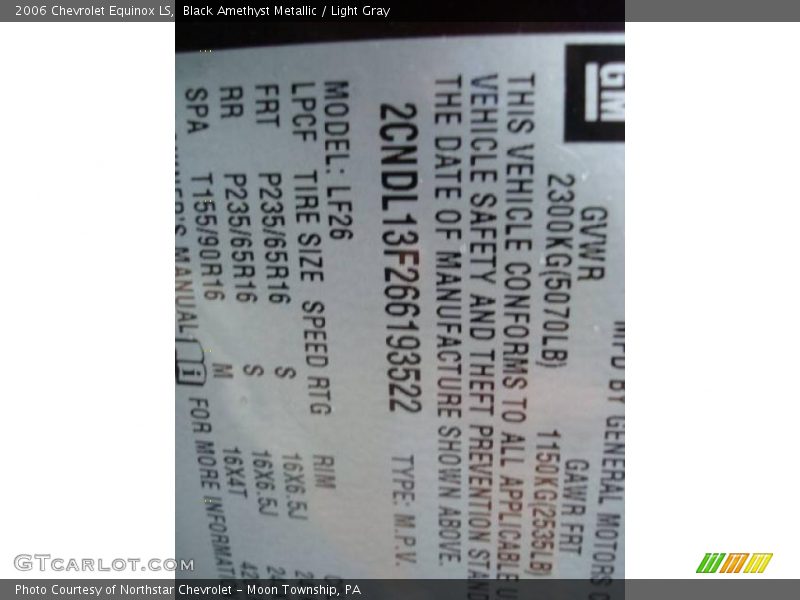 2006 Chevrolet Equinox LS, Black Amethyst Metallic / Light Gray
GM
MFD BY GENERAL MOTORS
GVWR GAWR FRT
2300KG(5070LB) 1150KG(2535LB)
THIS VEHICLE CONFORMS TO ALL APPLICABLE
VEHICLE SAFETY AND THEFT PREVENTION
THE DATE OF MANUFACTURE SHOWN ABOVE.
2CNDL13F266193522 TYPE: M.P.V.
MODEL: LF26
LPCF TIRE SIZE SPEED RTG RIM
FRT P235/65R16 S 16X6.5J
RR P235/65R16 S 16X6.5J
SPA T155/90R16 M 16X4T
MANUAL i FOR MORE
GTCARLOT.COM
Photo Courtesy of Northstar Chevrolet - Moon Township, PA